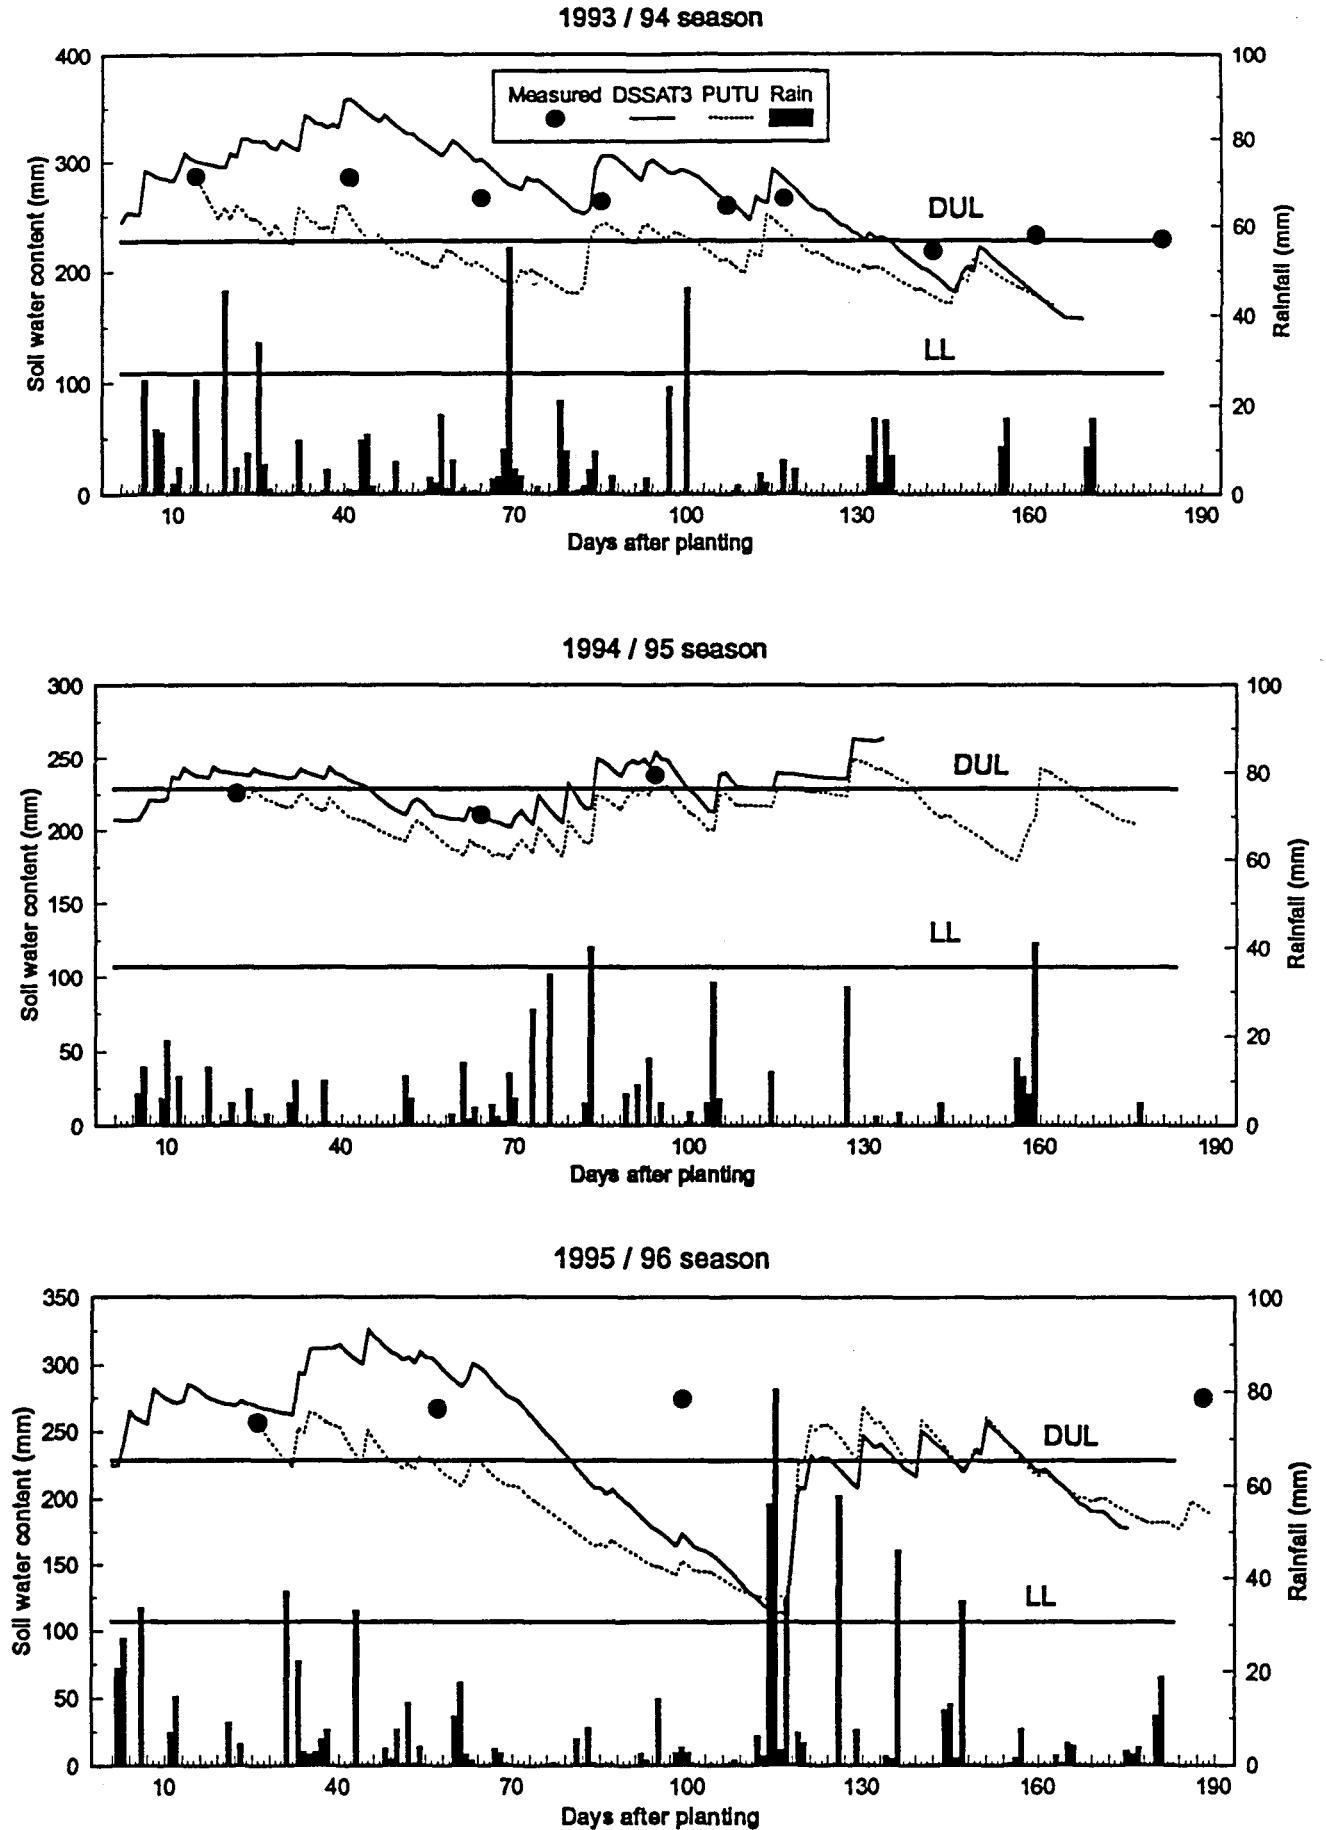 1993 / 94 season
400
100
Measured DSSAT3 PUTU Rain
80
300
DUL
60
200
40
LL
100
20
0
0
10 40 70 100 130 160 190
Soil water content (mm)
Rainfall (mm)
Days after planting
1994 / 95 season
300
100
250
DUL
80
200
60
150
LL
40
100
20
50
0
0
10 40 70 100 130 160 190
Soil water content (mm)
Rainfall (mm)
Days after planting
1995 / 96 season
350
100
300
80
250
DUL
60
200
150
40
LL
100
20
50
0
0
10 40 70 100 130 160 190
Soil water content (mm)
Rainfall (mm)
Days after planting